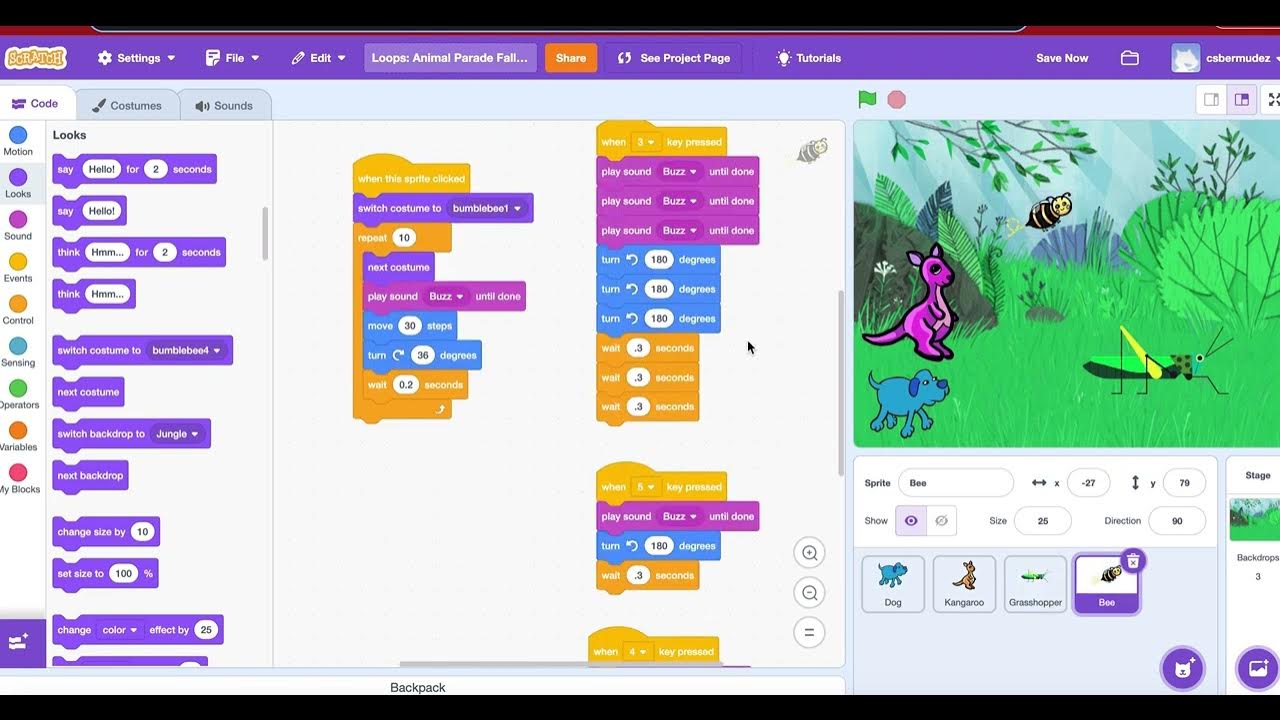 SCRATCH
Settings
File
Edit
Loops: Animal Parade Fall...
Share
See Project Page
Tutorials
Save Now
csbermudez
Code
Costumes
Sounds
Motion
Looks
Sound
Events
Control
Sensing
Operators
Variables
My Blocks
Looks
say Hello! for 2 seconds
say Hello!
think Hmm... for 2 seconds
think Hmm...
switch costume to bumblebee4
next costume
switch backdrop to Jungle
next backdrop
change size by 10
set size to 100 %
change color effect by 25
when this sprite clicked
switch costume to bumblebee1
repeat 10
next costume
play sound Buzz until done
move 30 steps
turn 36 degrees
wait 0.2 seconds
when 3 key pressed
play sound Buzz until done
play sound Buzz until done
play sound Buzz until done
turn 180 degrees
turn 180 degrees
turn 180 degrees
wait .3 seconds
wait .3 seconds
wait .3 seconds
when 5 key pressed
play sound Buzz until done
turn 180 degrees
wait .3 seconds
when 4 key pressed
Backpack
Sprite Bee x -27 y 79
Show Size 25 Direction 90
Dog
Kangaroo
Grasshopper
Bee
Stage
Backdrops
3